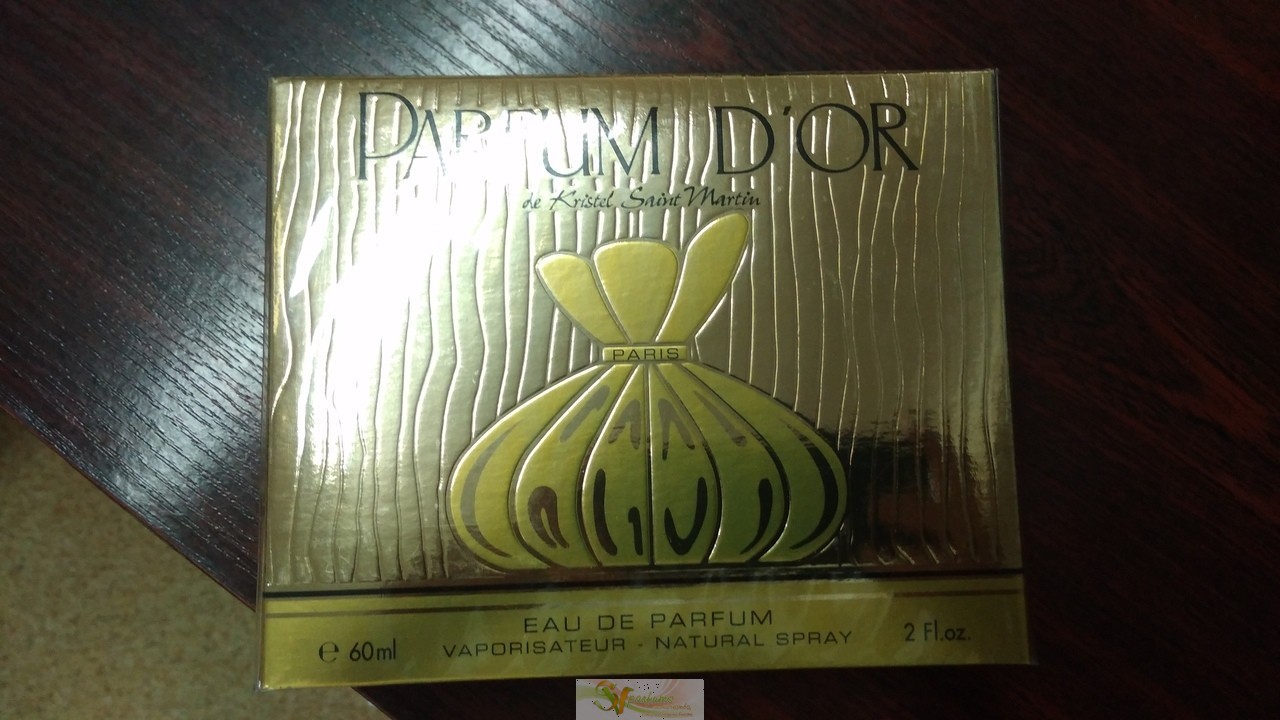 PARFUM D'OR
de Kristel Saint Martin
PARIS
EAU DE PARFUM
℮ 60ml VAPORISATEUR - NATURAL SPRAY 2 Fl.oz.